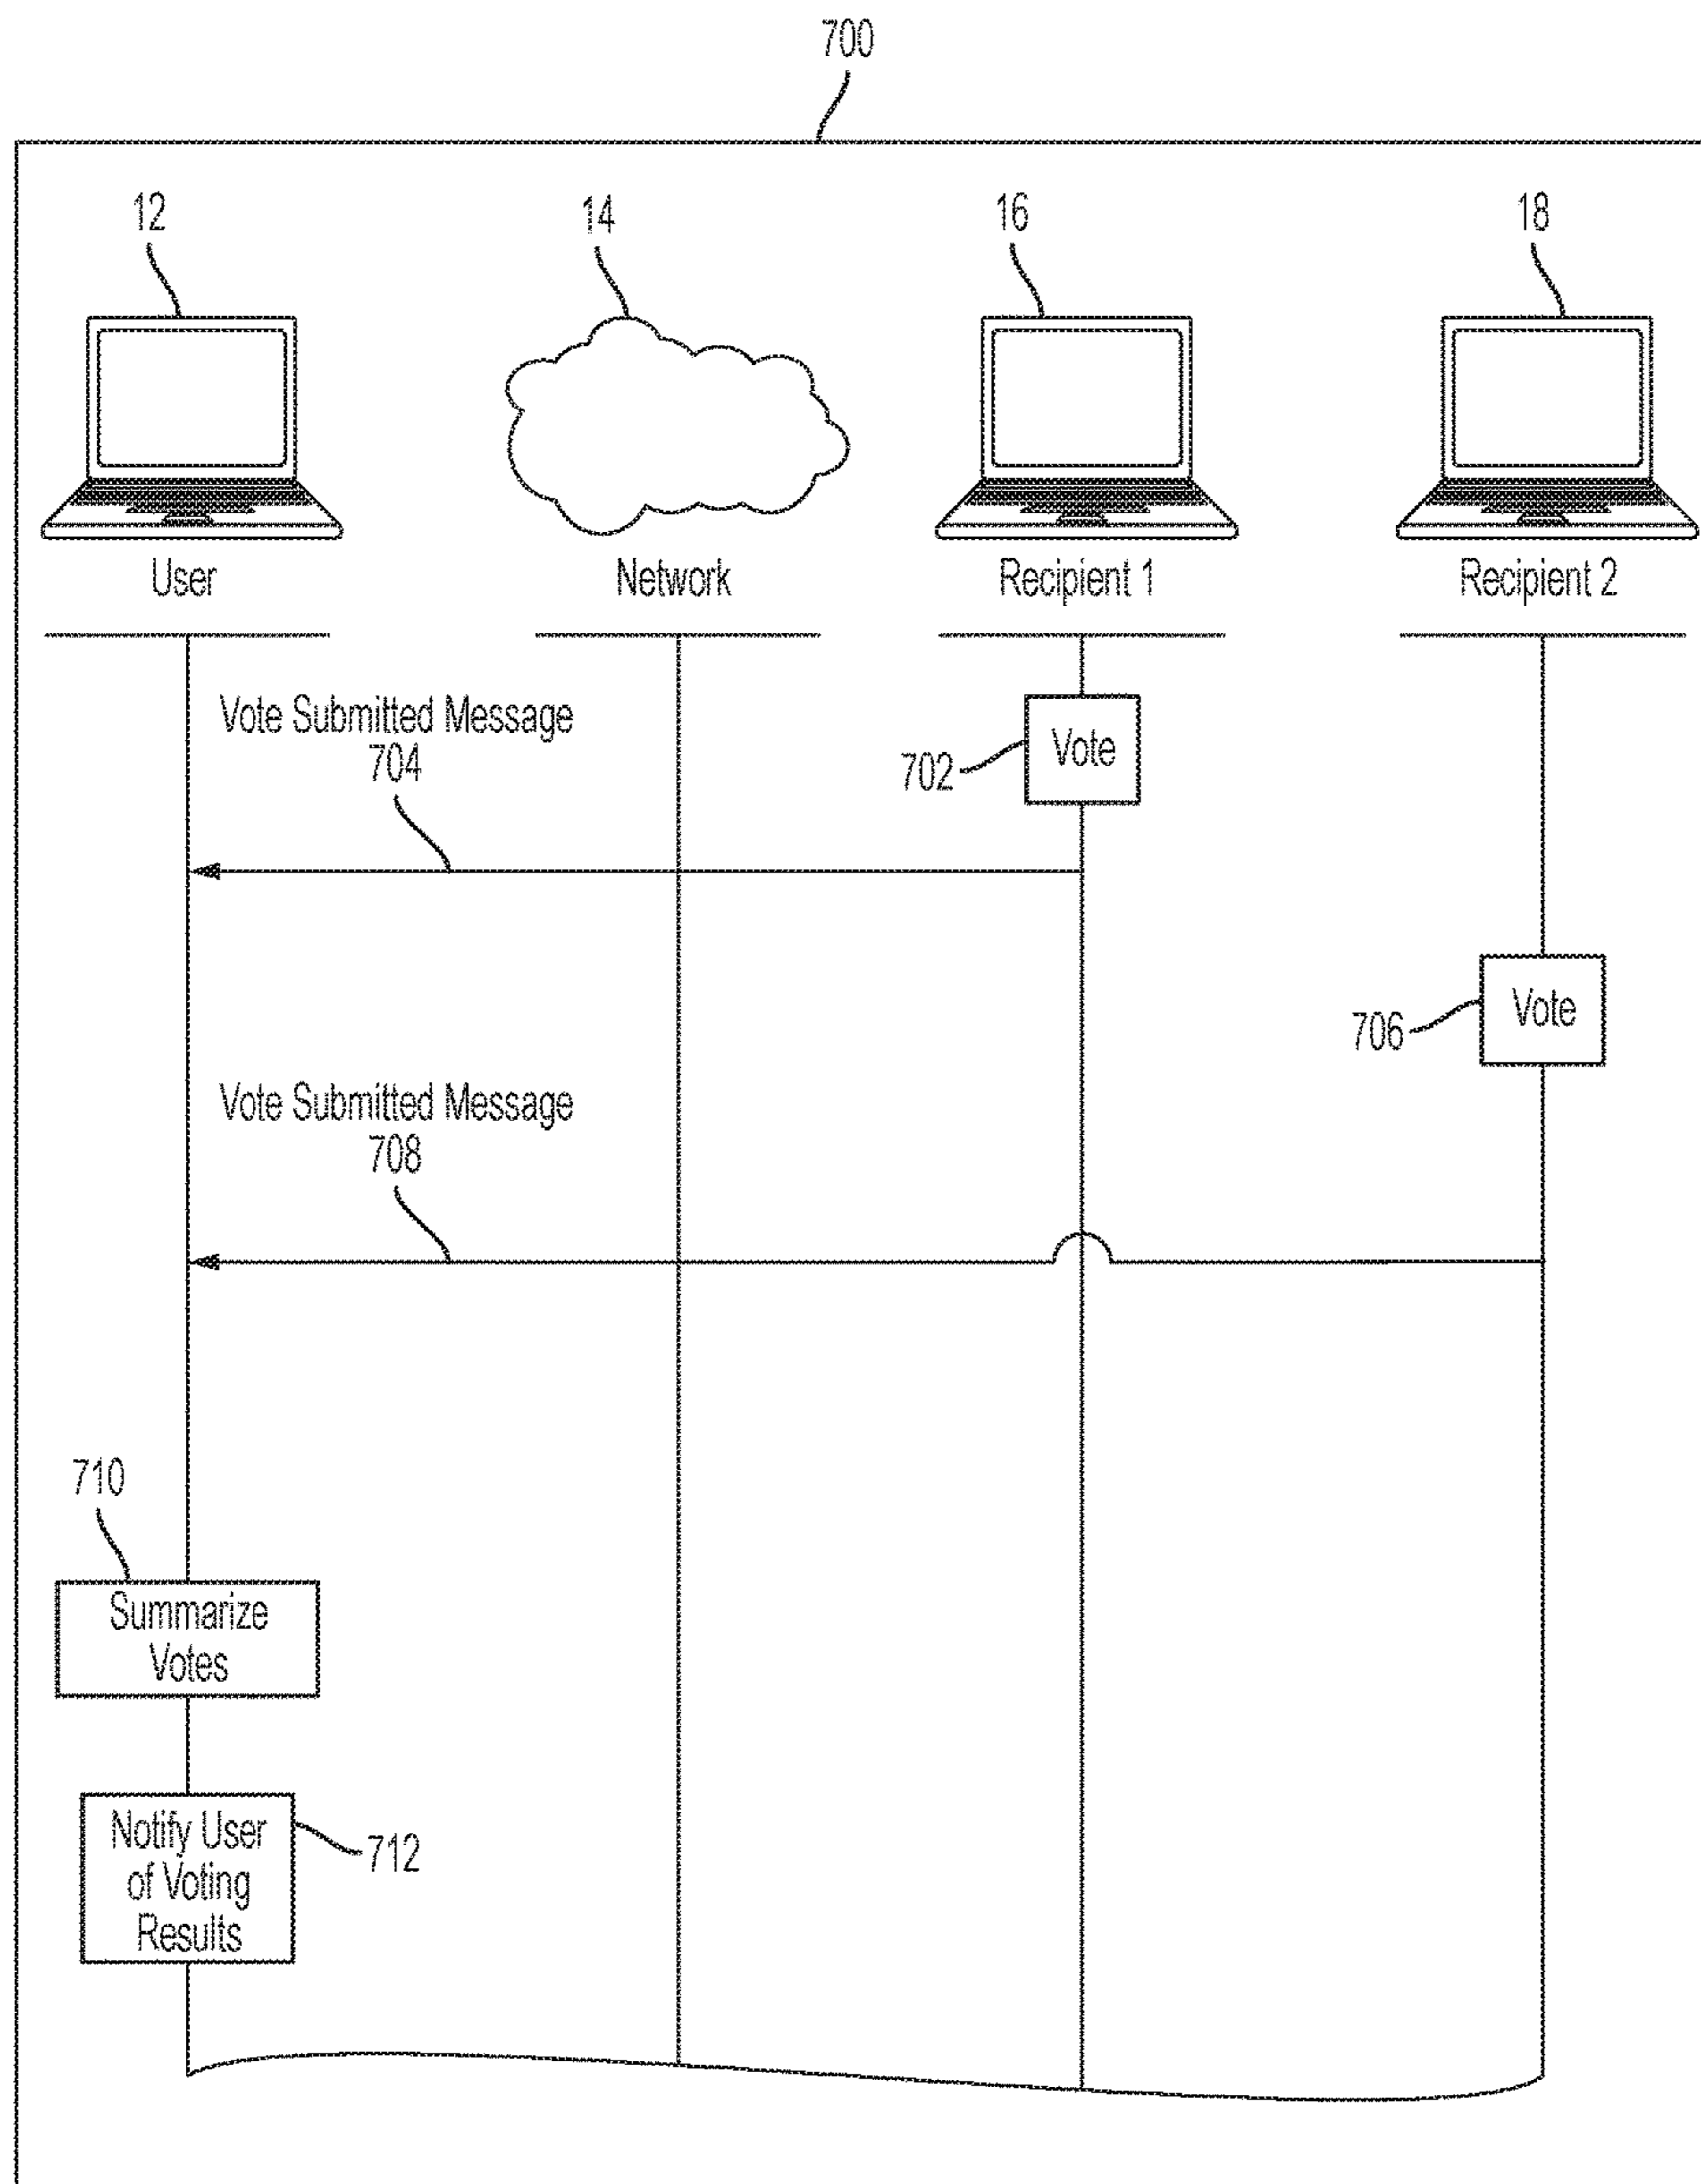 700
12
14
16
18
User
Network
Recipient 1
Recipient 2
Vote Submitted Message
704
702
Vote
706
Vote
Vote Submitted Message
708
710
Summarize
Votes
Notify User
of Voting
Results
712